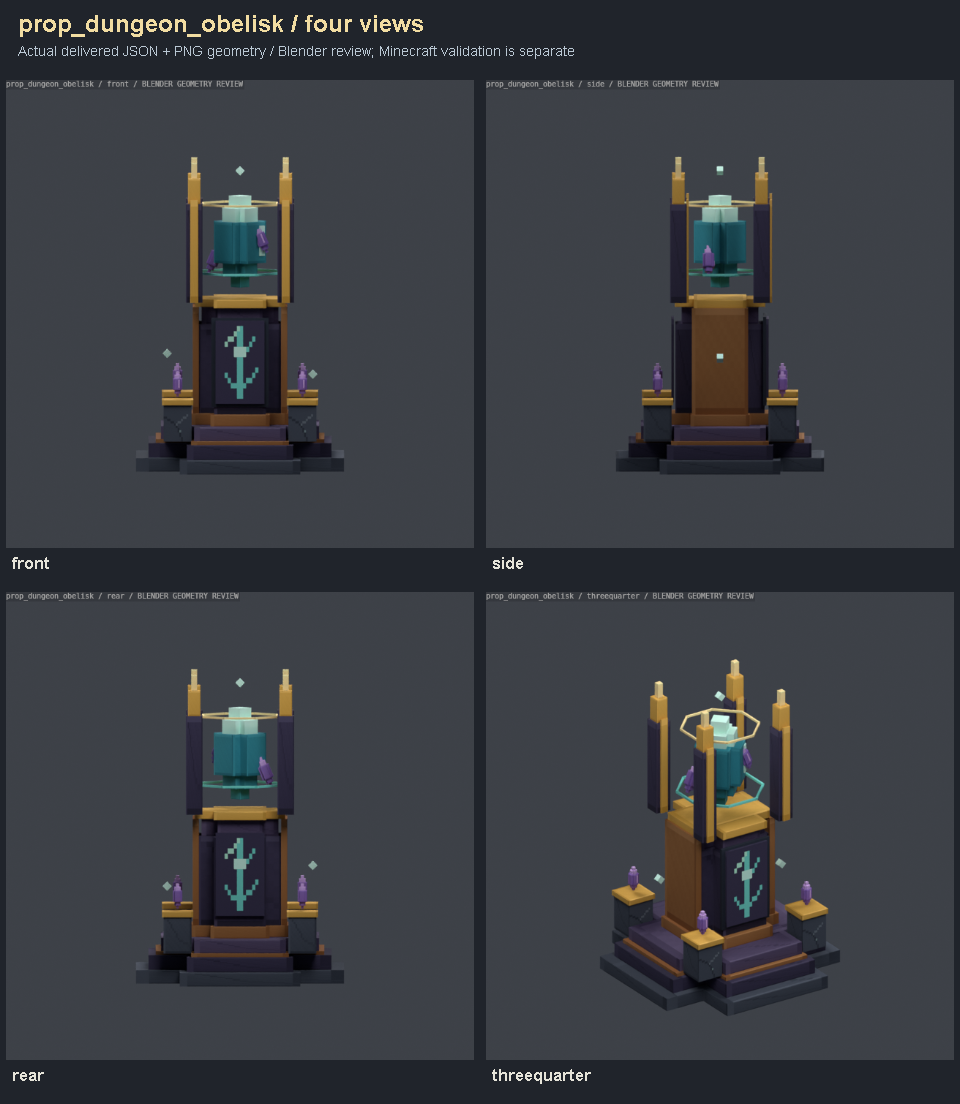 prop_dungeon_obelisk / four views
Actual delivered JSON + PNG geometry / Blender review; Minecraft validation is separate
prop_dungeon_obelisk / front / BLENDER GEOMETRY REVIEW
prop_dungeon_obelisk / side / BLENDER GEOMETRY REVIEW
front
side
prop_dungeon_obelisk / rear / BLENDER GEOMETRY REVIEW
prop_dungeon_obelisk / threequarter / BLENDER GEOMETRY REVIEW
rear
threequarter